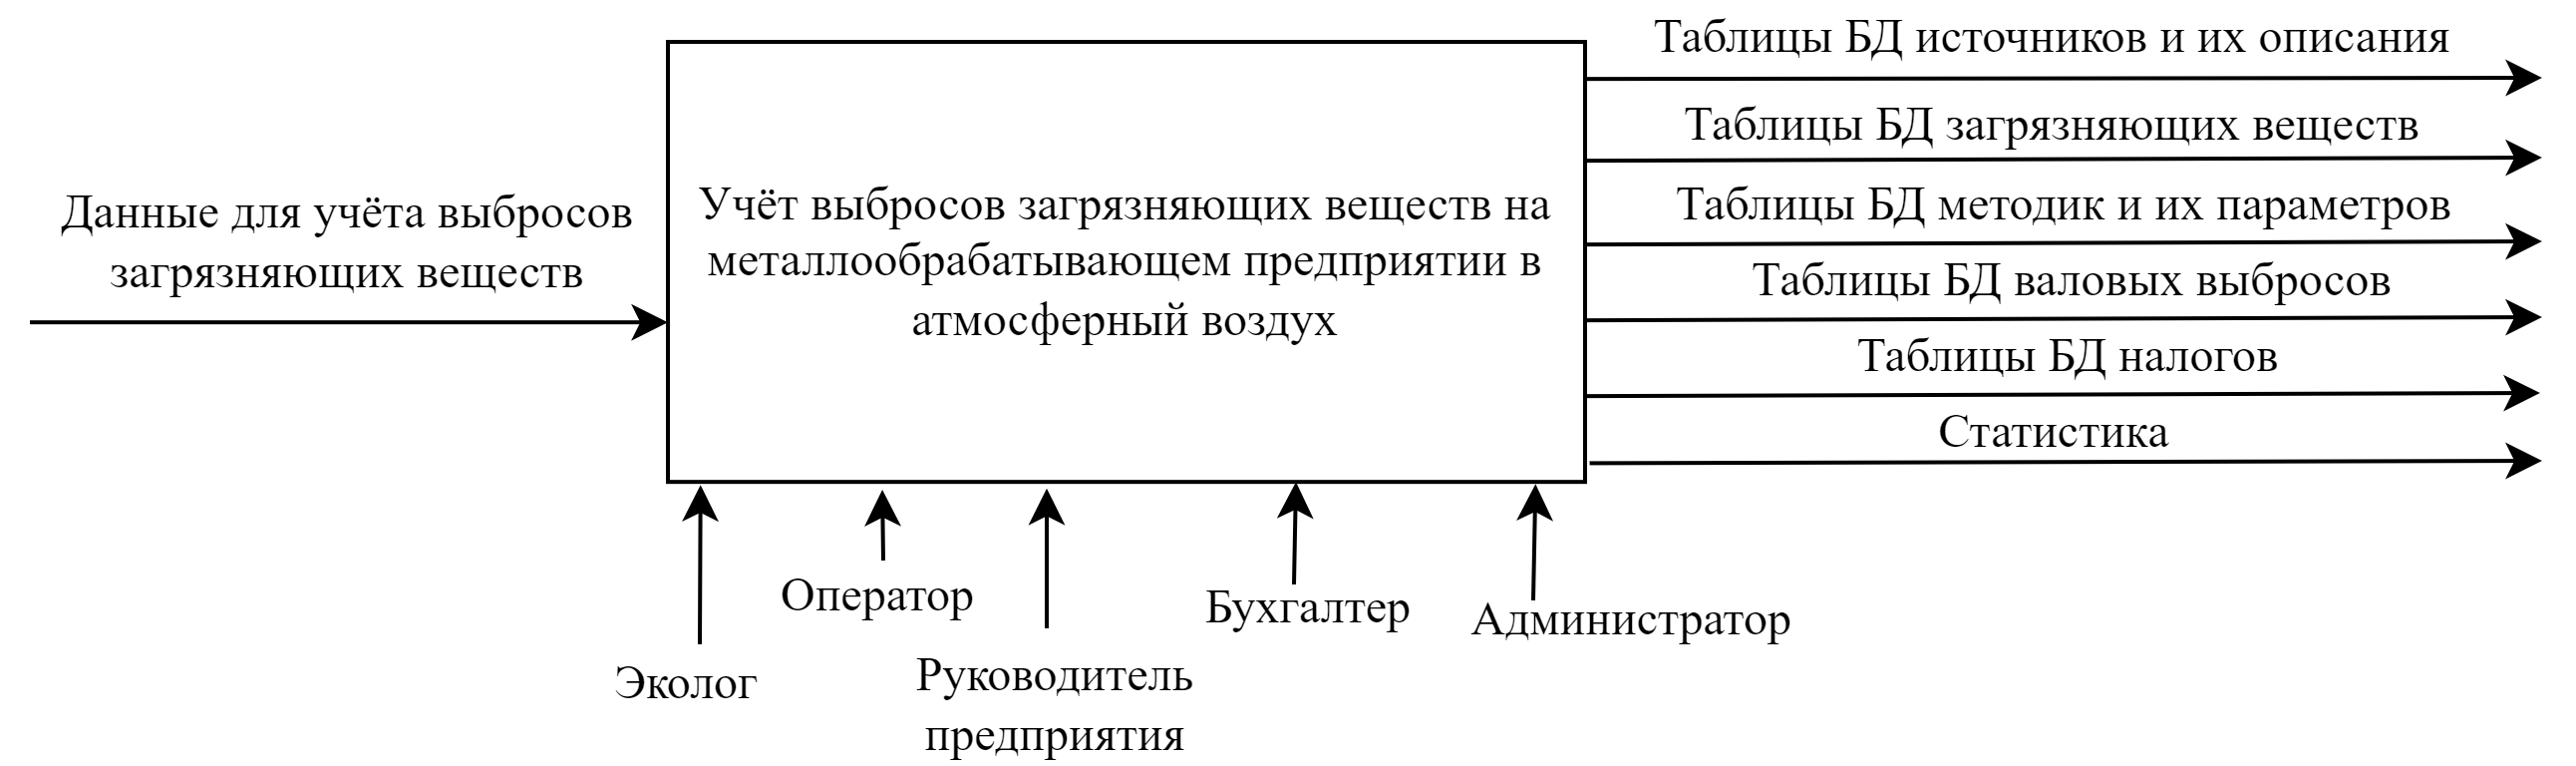 Данные для учёта выбросов
загрязняющих веществ
Учёт выбросов загрязняющих веществ на
металлообрабатывающем предприятии в
атмосферный воздух
Таблицы БД источников и их описания
Таблицы БД загрязняющих веществ
Таблицы БД методик и их параметров
Таблицы БД валовых выбросов
Таблицы БД налогов
Статистика
Эколог
Оператор
Руководитель
предприятия
Бухгалтер
Администратор